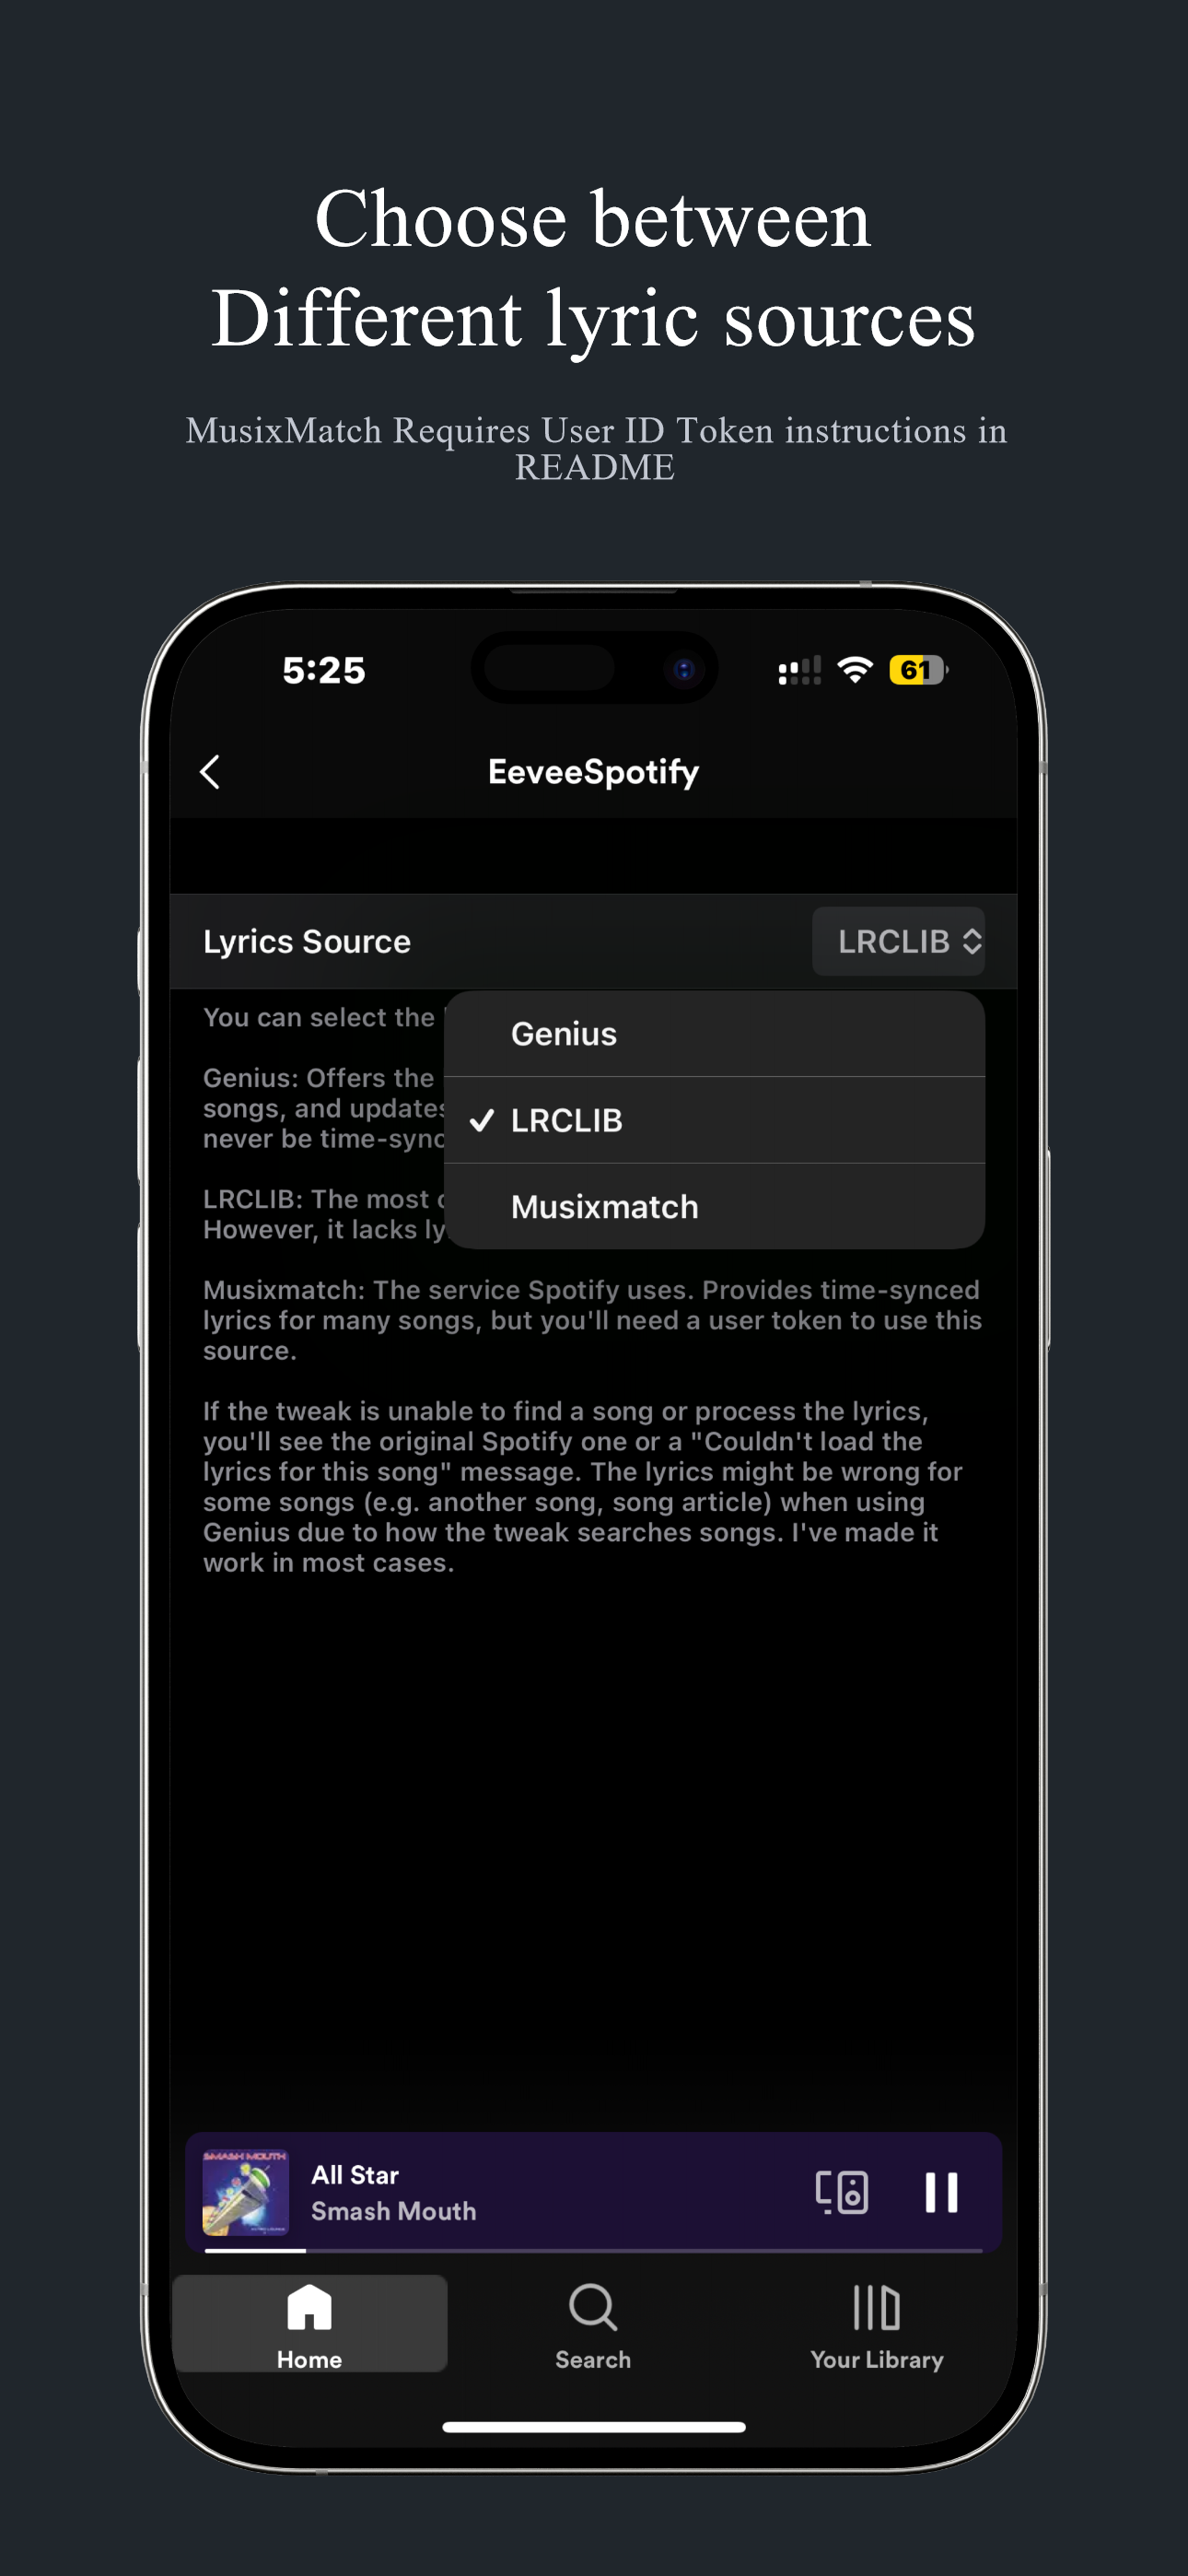 Choose between
Different lyric sources
MusixMatch Requires User ID Token instructions in
README
5:25
61
EeveeSpotify
Lyrics Source
LRCLIB
You can select the
Genius
Genius: Offers the
songs, and updates
never be time-sync
LRCLIB
LRCLIB: The most
However, it lacks ly
Musixmatch
Musixmatch: The service Spotify uses. Provides time-synced
lyrics for many songs, but you'll need a user token to use this
source.
If the tweak is unable to find a song or process the lyrics,
you'll see the original Spotify one or a "Couldn't load the
lyrics for this song" message. The lyrics might be wrong for
some songs (e.g. another song, song article) when using
Genius due to how the tweak searches songs. I've made it
work in most cases.
SMASH MOUTH
All Star
Smash Mouth
Home
Search
Your Library